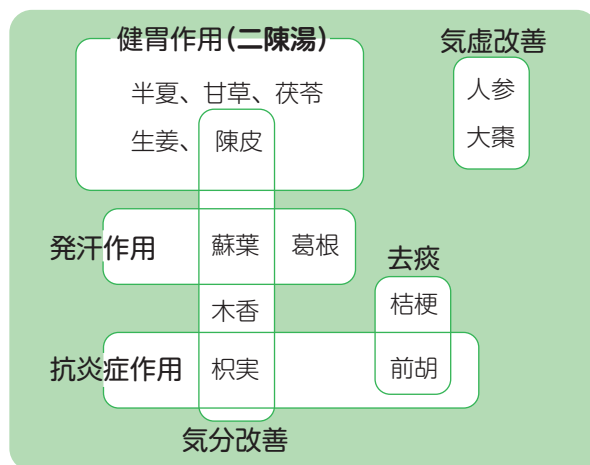 健胃作用（二陳湯）
気虚改善
半夏、甘草、茯苓
生姜、陳皮
人参
大棗
発汗作用
蘇葉
葛根
去痰
木香
桔梗
抗炎症作用
枳実
前胡
気分改善